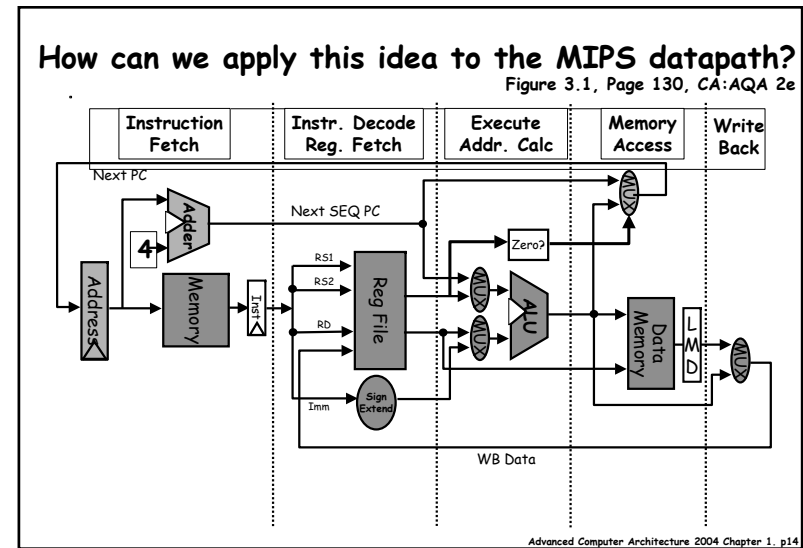 How can we apply this idea to the MIPS datapath?
Figure 3.1, Page 130, CA:AQA 2e
Instruction
Fetch
Instr. Decode
Reg. Fetch
Execute
Addr. Calc
Memory
Access
Write
Back
Next PC
Next SEQ PC
Adder
4
Address
Memory
Inst
RS1
RS2
RD
Imm
Reg File
Sign
Extend
MUX
MUX
ALU
Zero?
MUX
Data
Memory
L
M
D
MUX
WB Data
Advanced Computer Architecture 2004 Chapter 1. p14